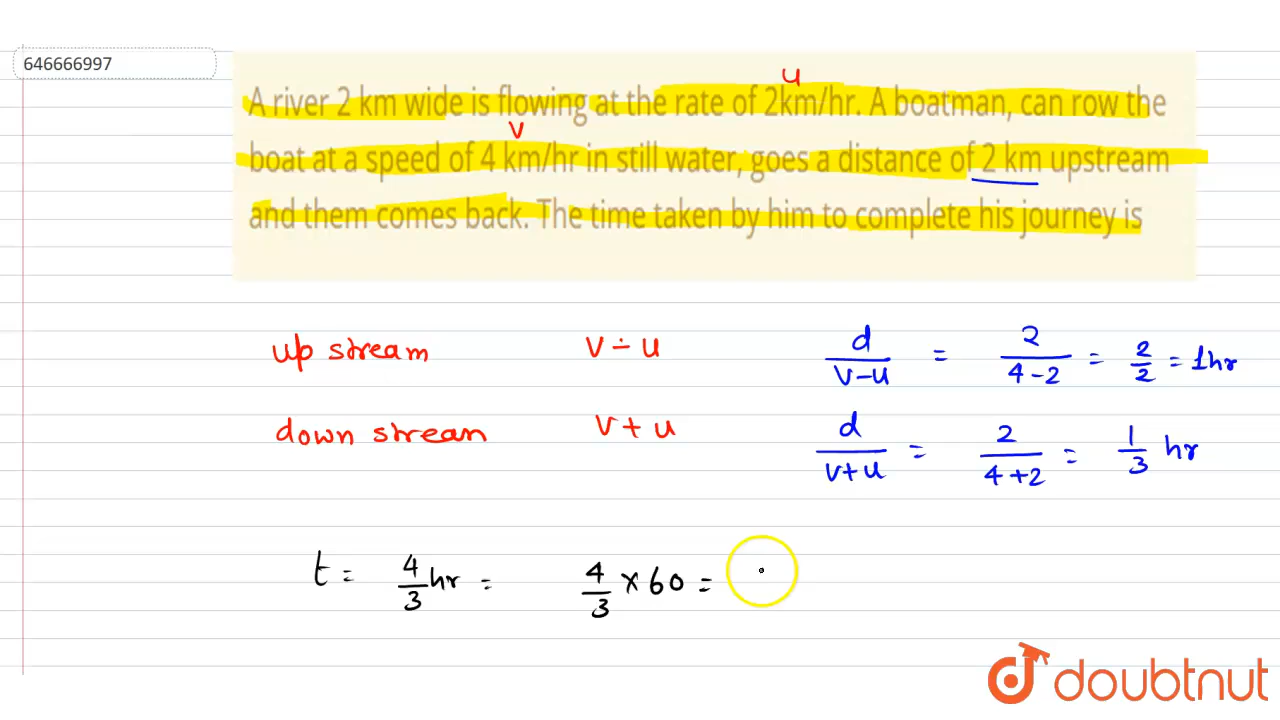 646666997
u
A river 2 km wide is flowing at the rate of 2km/hr. A boatman, can row the
v
boat at a speed of 4 km/hr in still water, goes a distance of 2 km upstream
and them comes back. The time taken by him to complete his journey is
up stream v - u d/(v-u) = 2/(4-2) = 2/2 = 1hr
down strean v + u d/(v+u) = 2/(4+2) = 1/3 hr
t = 4/3 hr = 4/3 × 60 =
doubtnut